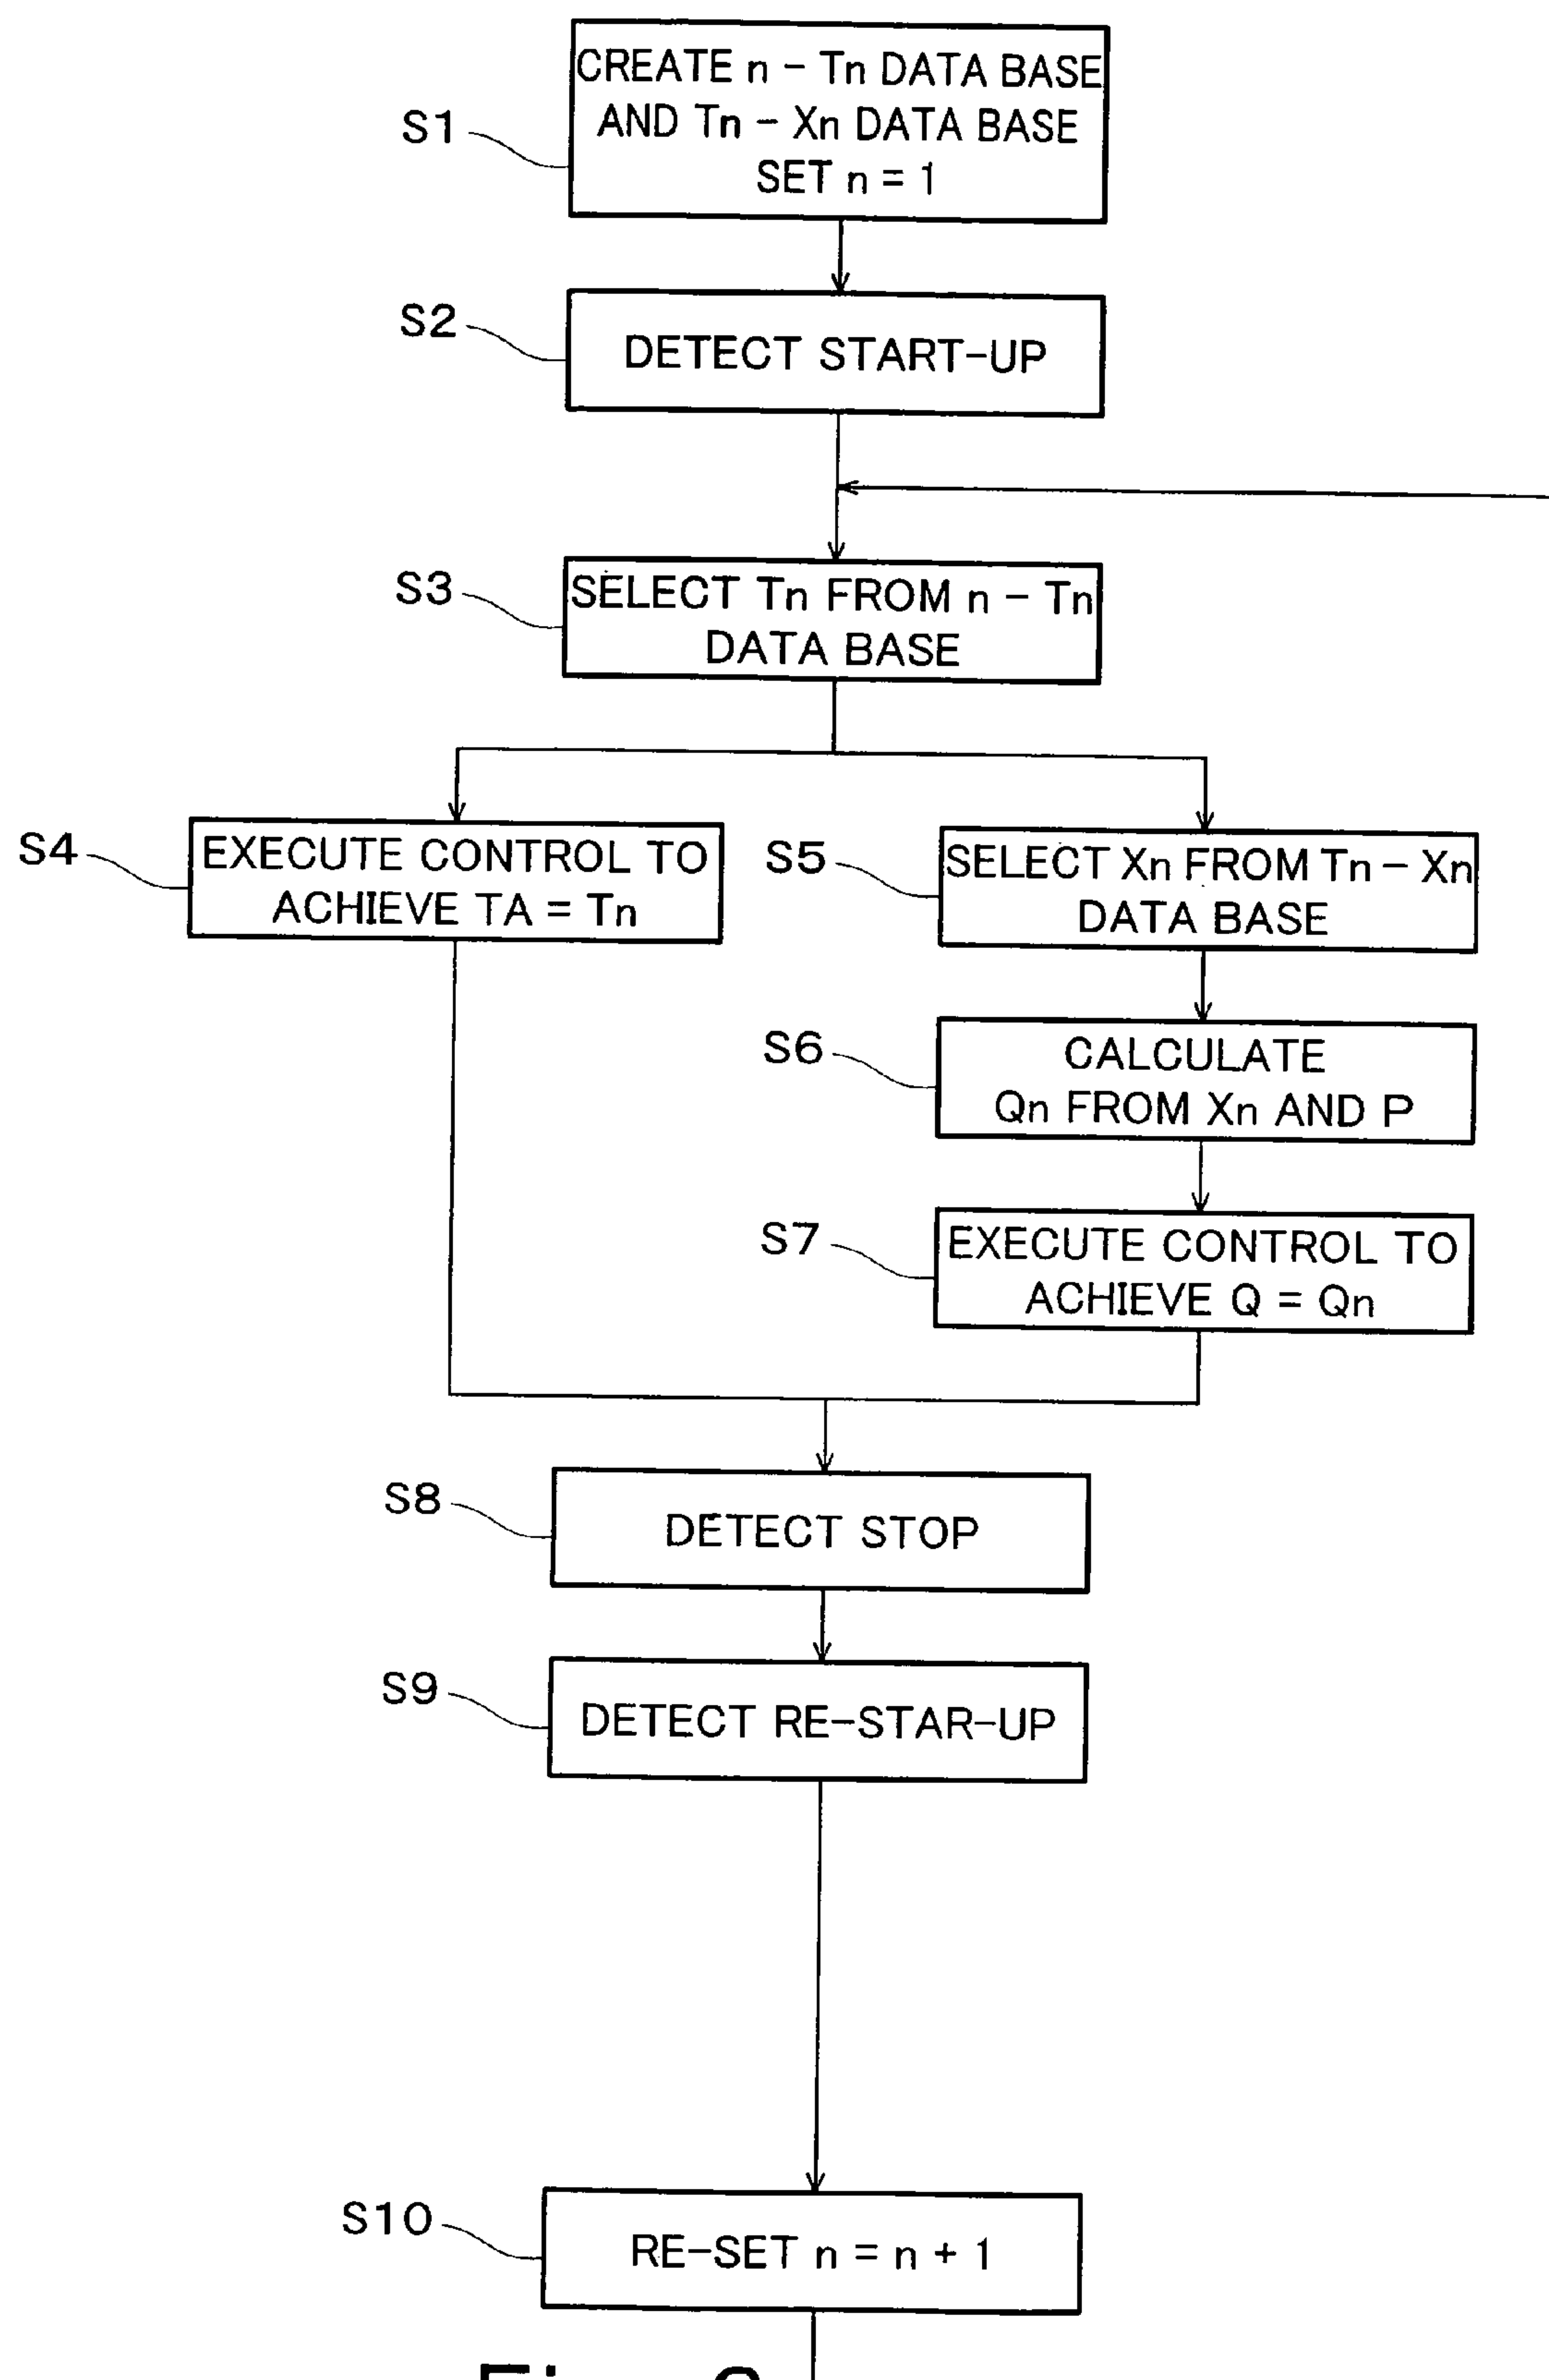 S1
CREATE n - Tn DATA BASE
AND Tn - Xn DATA BASE
SET n = 1
S2
DETECT START-UP
S3
SELECT Tn FROM n - Tn
DATA BASE
S4
EXECUTE CONTROL TO
ACHIEVE TA = Tn
S5
SELECT Xn FROM Tn - Xn
DATA BASE
S6
CALCULATE
Qn FROM Xn AND P
S7
EXECUTE CONTROL TO
ACHIEVE Q = Qn
S8
DETECT STOP
S9
DETECT RE-STAR-UP
S10
RE-SET n = n + 1